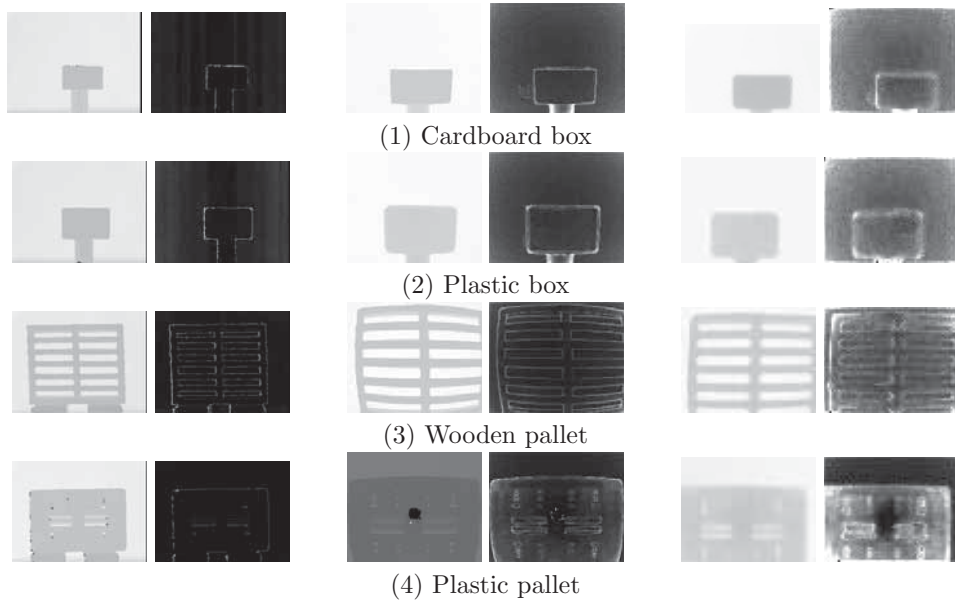 (1) Cardboard box
(2) Plastic box
(3) Wooden pallet
(4) Plastic pallet